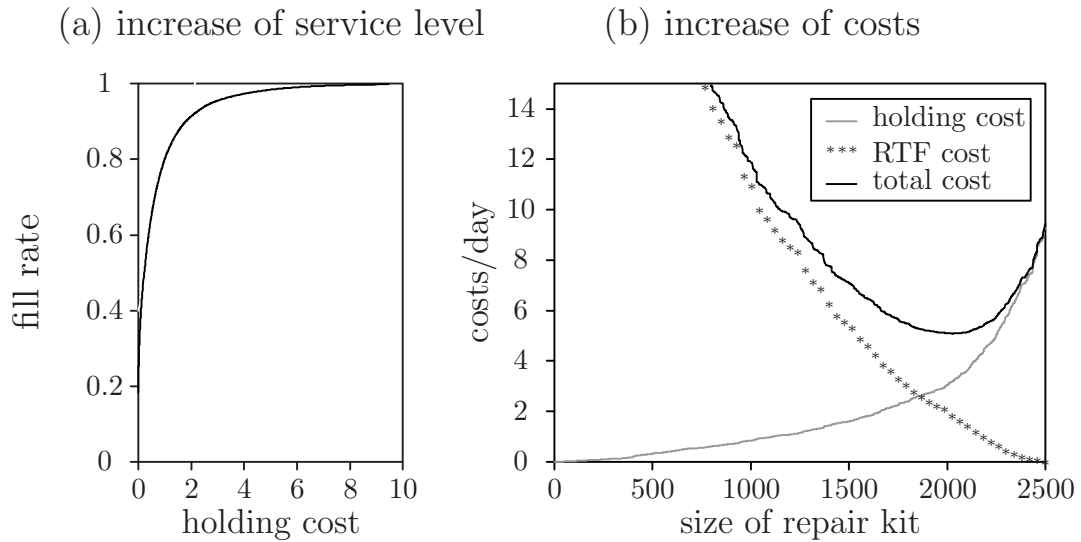 (a) increase of service level
(b) increase of costs
1
0.8
0.6
0.4
0.2
0
fill rate
0 2 4 6 8 10
holding cost
14
12
10
8
6
4
2
0
costs/day
holding cost
*** RTF cost
total cost
0 500 1000 1500 2000 2500
size of repair kit